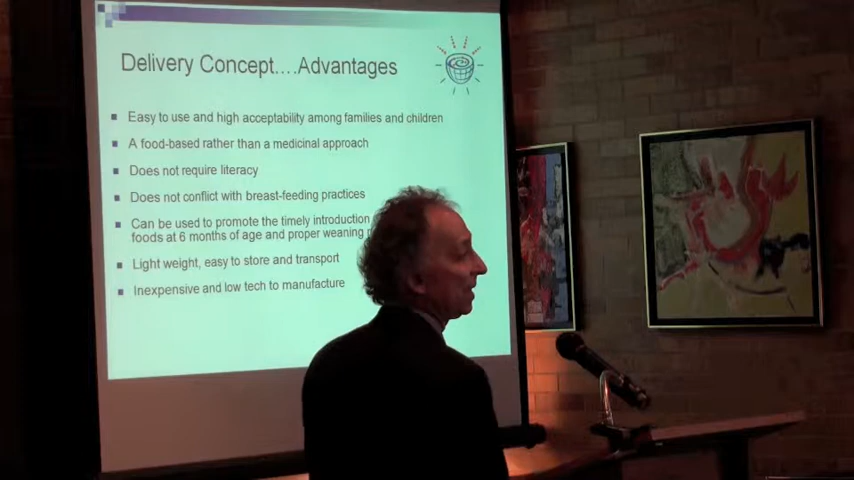 Delivery Concept....Advantages
Easy to use and high acceptability among families and children
A food-based rather than a medicinal approach
Does not require literacy
Does not conflict with breast-feeding practices
Can be used to promote the timely introduction
foods at 6 months of age and proper weaning
Light weight, easy to store and transport
Inexpensive and low tech to manufacture